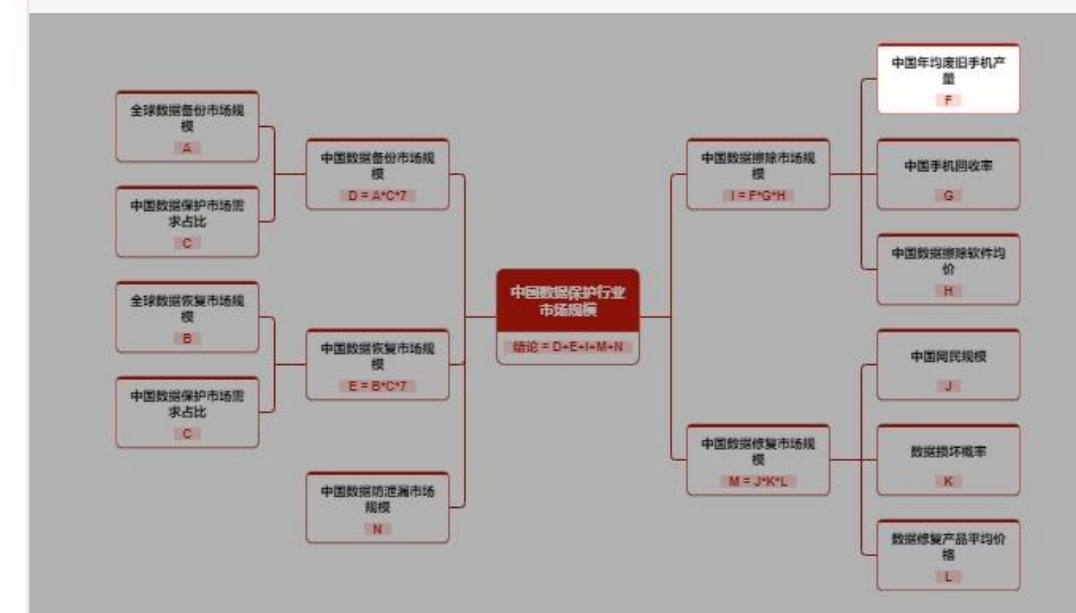 全球数据备份市场规
模
A
中国数据保护市场需
求占比
C
全球数据恢复市场规
模
B
中国数据保护市场需
求占比
C
中国数据备份市场规
模
D = A*C*7
中国数据恢复市场规
模
E = B*C*7
中国数据防泄漏市场
规模
N
中国数据保护行业
市场规模
结论 = D+E+I+M+N
中国数据擦除市场规
模
I = F*G*H
中国数据修复市场规
模
M = J*K*L
中国年均废旧手机产
量
F
中国手机回收率
G
中国数据擦除软件均
价
H
中国网民规模
J
数据损坏概率
K
数据修复产品平均价
格
L